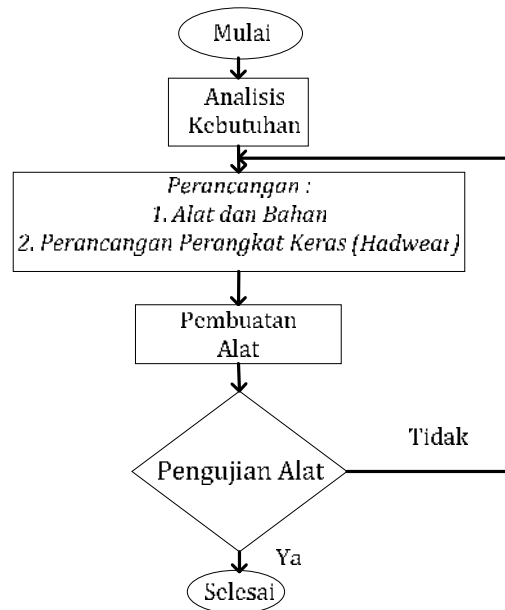 Mulai
Analisis
Kebutuhan
Perancangan :
1. Alat dan Bahan
2. Perancangan Perangkat Keras (Hadwear)
Pembuatan
Alat
Pengujian Alat
Tidak
Ya
Selesai